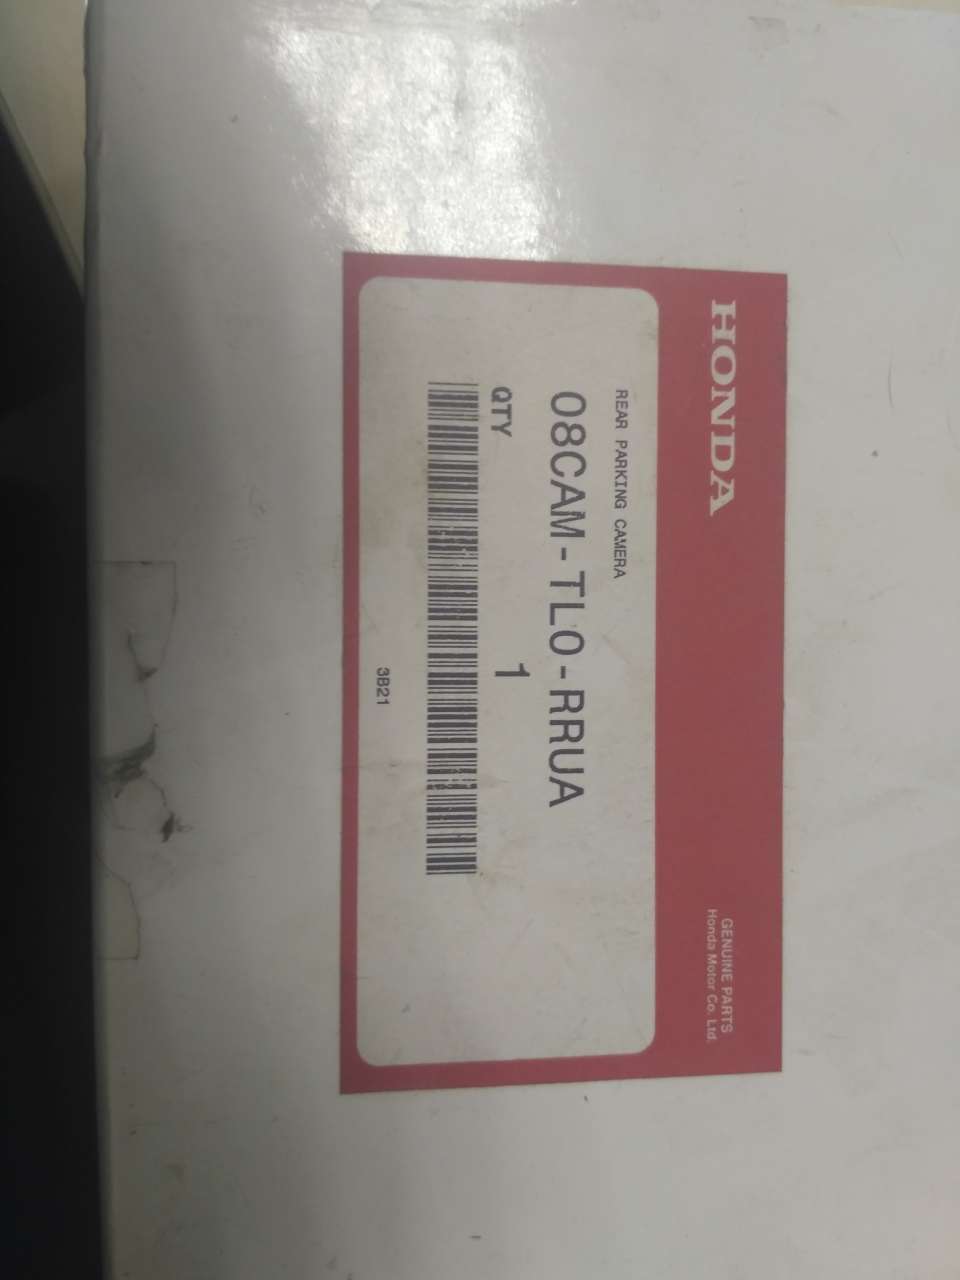 HONDA
GENUINE PARTS
Honda Motor Co. Ltd.
REAR PARKING CAMERA
08CAM-TL0-RRUA
QTY 1
3B21